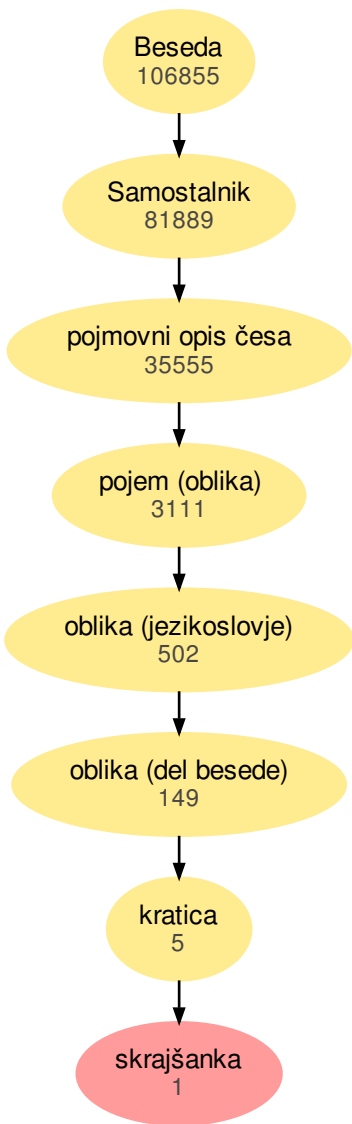 Beseda
106855
Samostalnik
81889
pojmovni opis česa
35555
pojem (oblika)
3111
oblika (jezikoslovje)
502
oblika (del besede)
149
kratica
5
skrajšanka
1